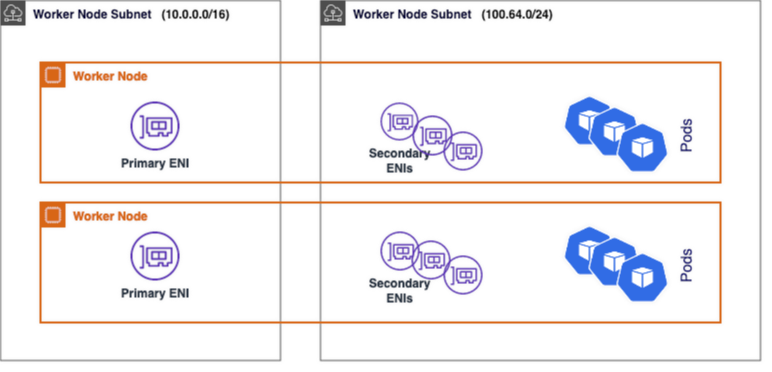 Worker Node Subnet (10.0.0.0/16)
Worker Node Subnet (100.64.0/24)
Worker Node
Primary ENI
Secondary
ENIs
Pods
Worker Node
Primary ENI
Secondary
ENIs
Pods